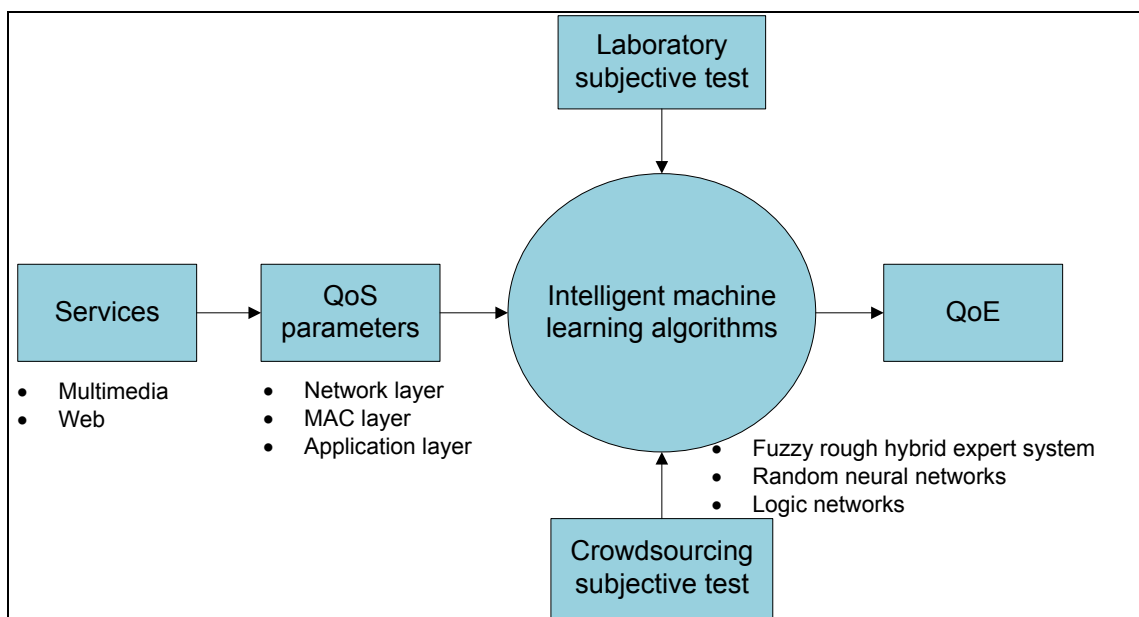 Laboratory
subjective test
Services
QoS
parameters
Intelligent machine
learning algorithms
QoE
• Multimedia
• Web
• Network layer
• MAC layer
• Application layer
• Fuzzy rough hybrid expert system
• Random neural networks
• Logic networks
Crowdsourcing
subjective test